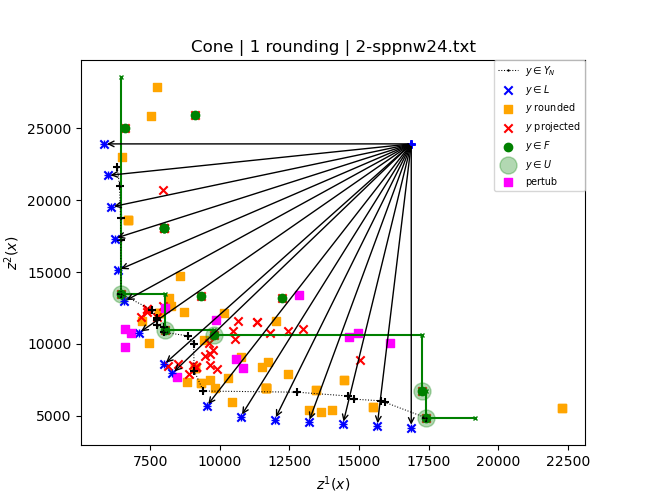 Cone | 1 rounding | 2-sppnw24.txt
y ∈ Y_N
y ∈ L
y rounded
y projected
y ∈ F
y ∈ U
pertub
z²(x)
25000
20000
15000
10000
5000
7500 10000 12500 15000 17500 20000 22500
z¹(x)